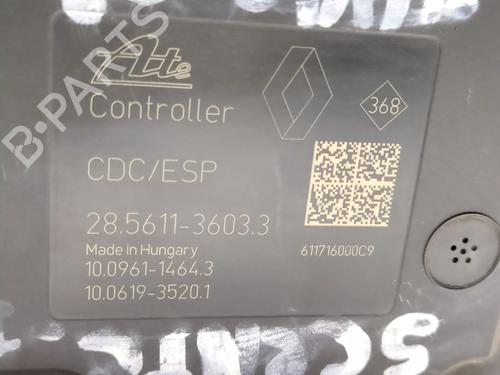 Ate
Controller
368
CDC/ESP
28.5611-3603.3
Made in Hungary
611716000C9
10.0961-1464.3
10.0619-3520.1
B-PARTS